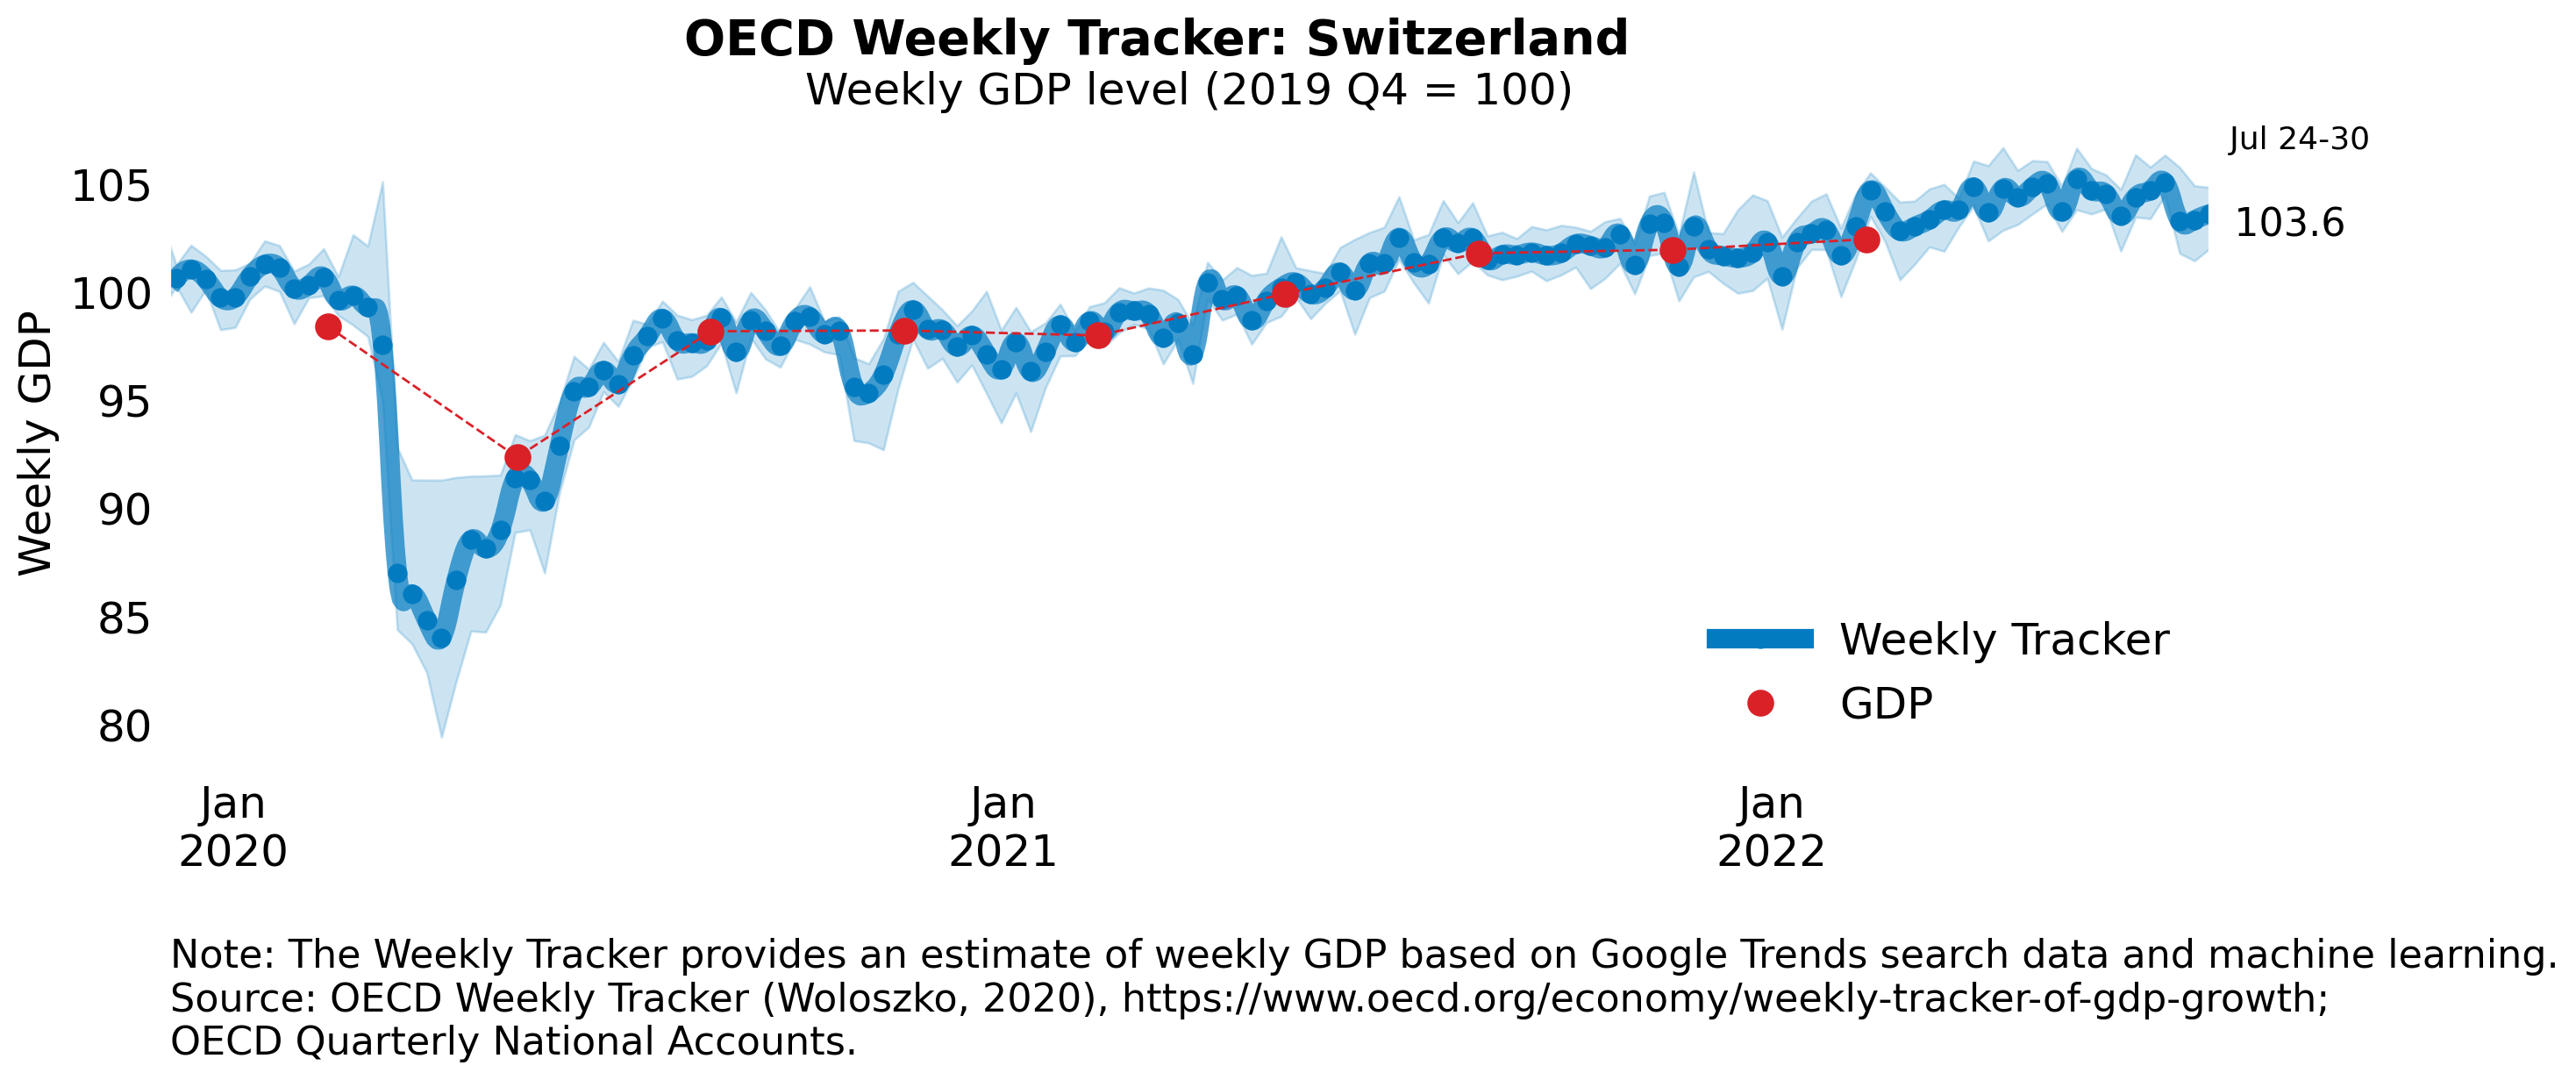 OECD Weekly Tracker: Switzerland
Weekly GDP level (2019 Q4 = 100)
Jul 24-30
103.6
Weekly GDP
105
100
95
90
85
80
Weekly Tracker
GDP
Jan
2020
Jan
2021
Jan
2022
Note: The Weekly Tracker provides an estimate of weekly GDP based on Google Trends search data and machine learning.
Source: OECD Weekly Tracker (Woloszko, 2020), https://www.oecd.org/economy/weekly-tracker-of-gdp-growth;
OECD Quarterly National Accounts.